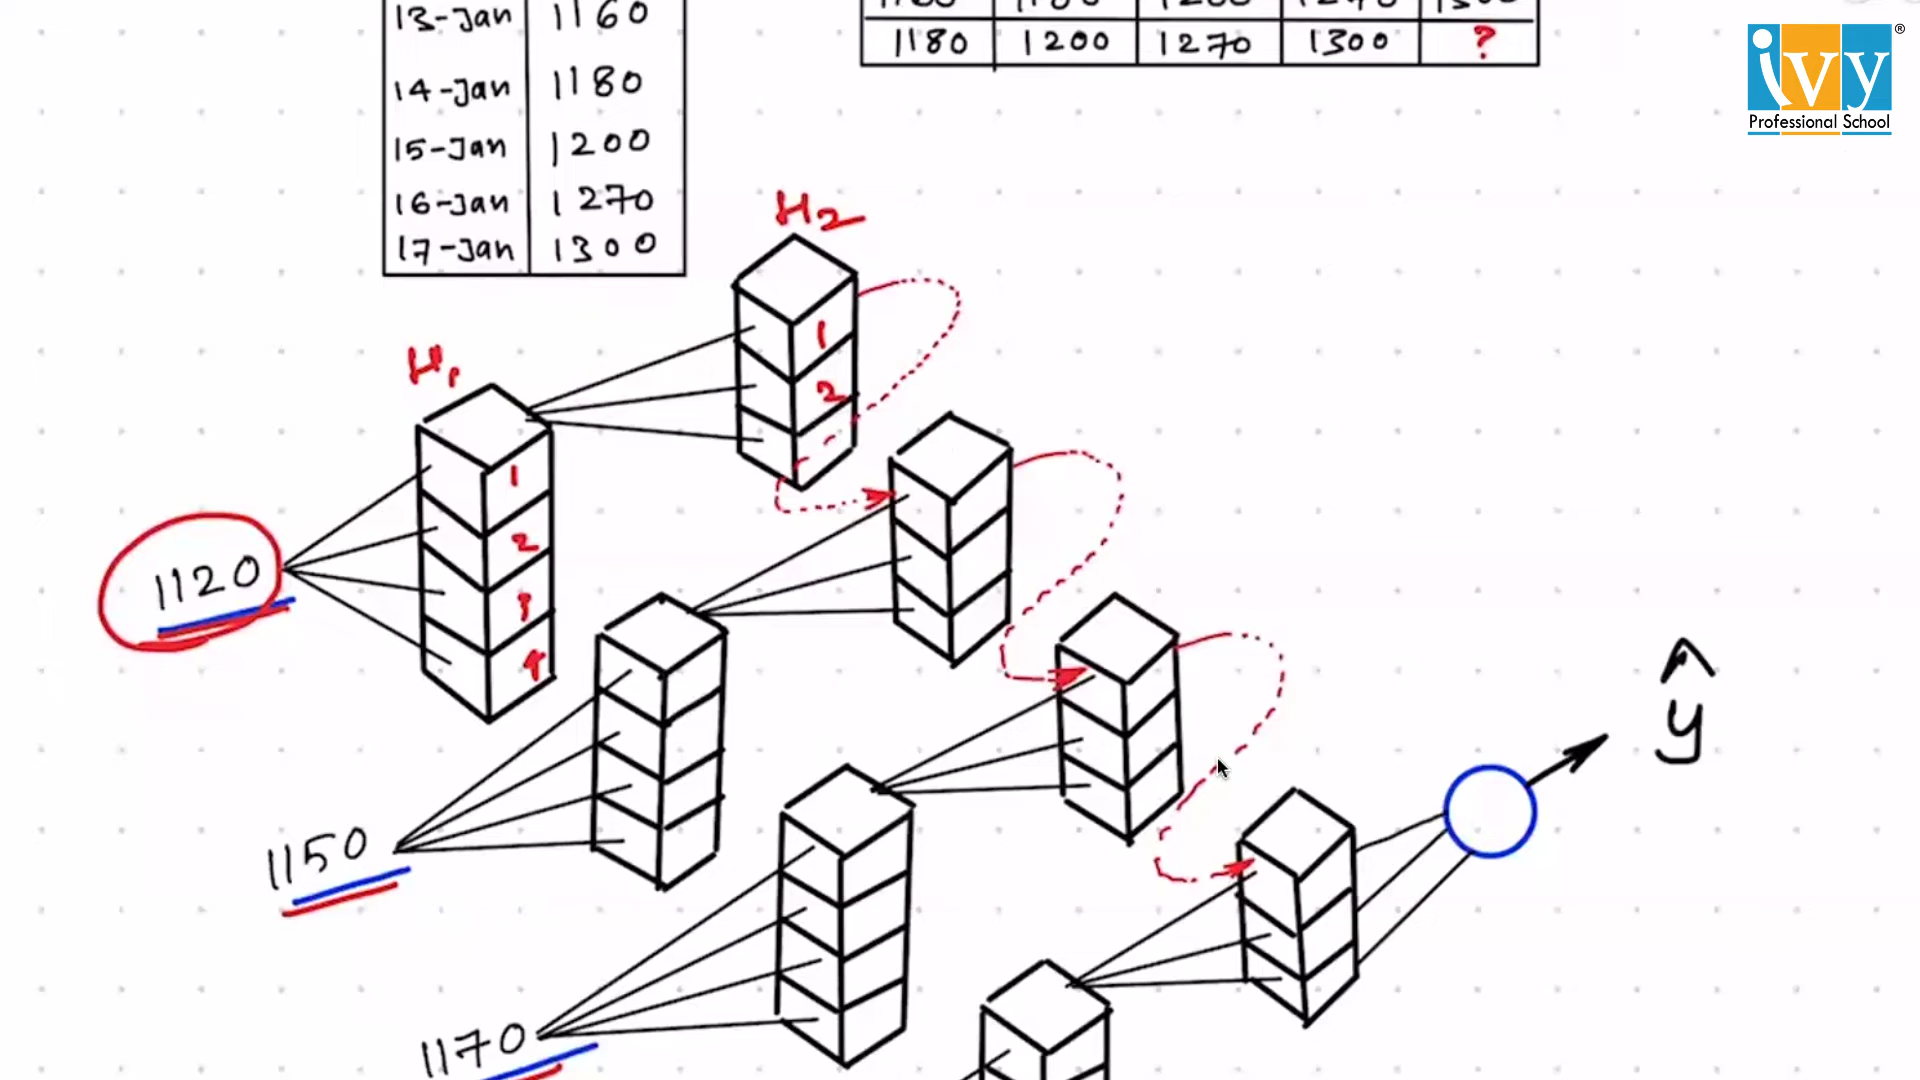 13-Jan 1160
14-Jan 1180
15-Jan 1200
16-Jan 1270
17-Jan 1300
1180 1200 1270 1300 ?
ivy®
Professional School
H2
1
2
H1
1
2
3
4
1120
1150
1170
ŷ